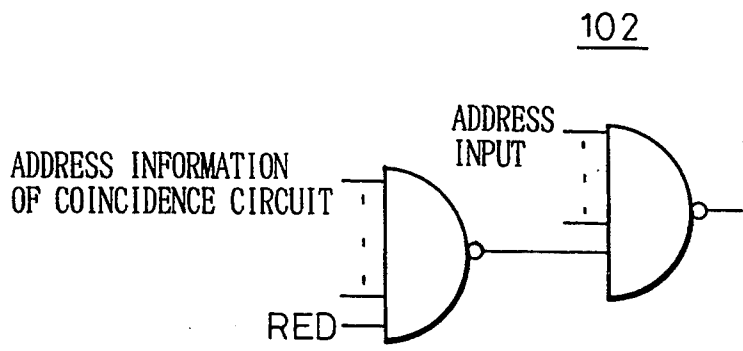 102
ADDRESS
INPUT
ADDRESS INFORMATION
OF COINCIDENCE CIRCUIT
RED